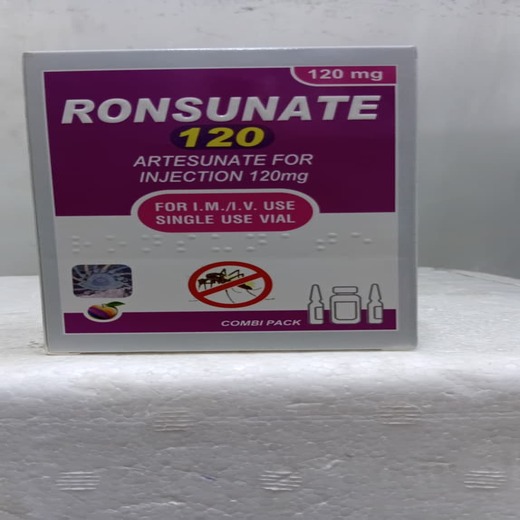 120 mg
RONSUNATE
120
ARTESUNATE FOR
INJECTION 120mg
FOR I.M./I.V. USE
SINGLE USE VIAL
COMBI PACK